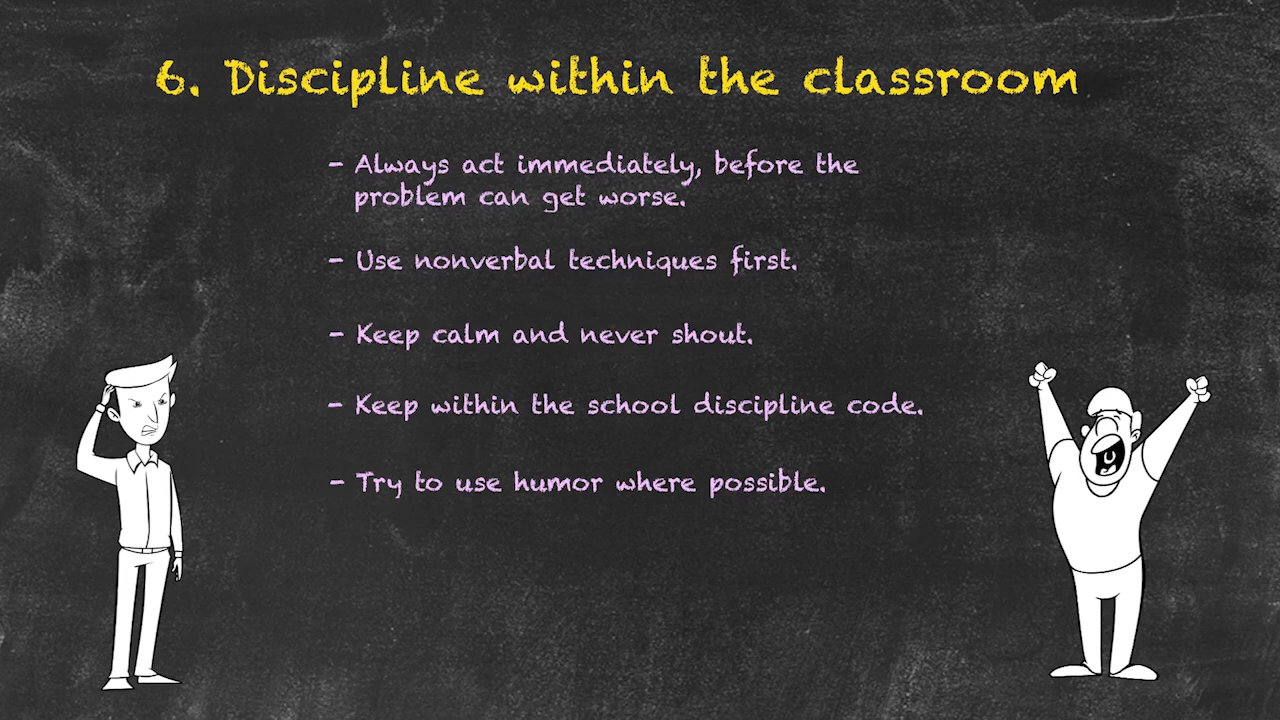 6. Discipline within the classroom
- Always act immediately, before the
problem can get worse.
- Use nonverbal techniques first.
- Keep calm and never shout.
- Keep within the school discipline code.
- Try to use humor where possible.